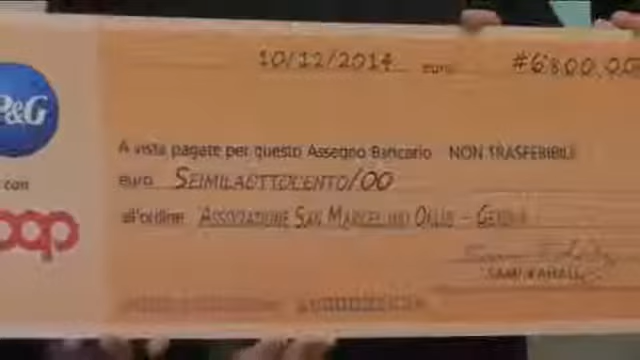 10/12/2014 euro #6800,00
P&G
A vista pagate per questo Assegno Bancario NON TRASFERIBILE
con
euro SEIMILAOTTOCENTO/00
all'ordine ASSOCIAZIONE SAN MARCELLINO ONLUS - GENOVA